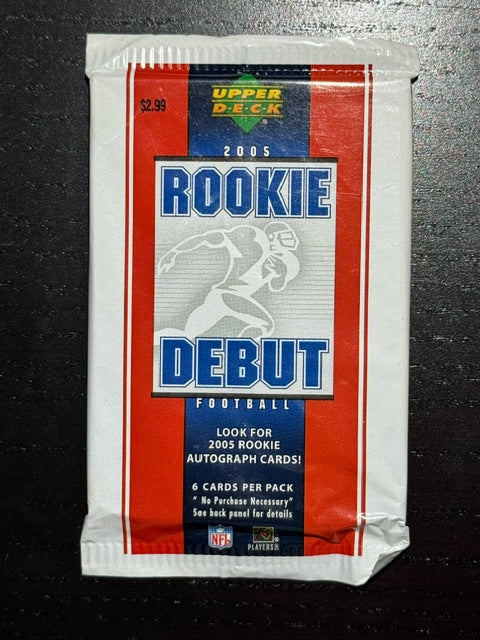 UPPER
DECK
$2.99
2005
ROOKIE
DEBUT
FOOTBALL
LOOK FOR
2005 ROOKIE
AUTOGRAPH CARDS!
6 CARDS PER PACK
" No Purchase Necessary"
See back panel for details
NFL
PLAYERS